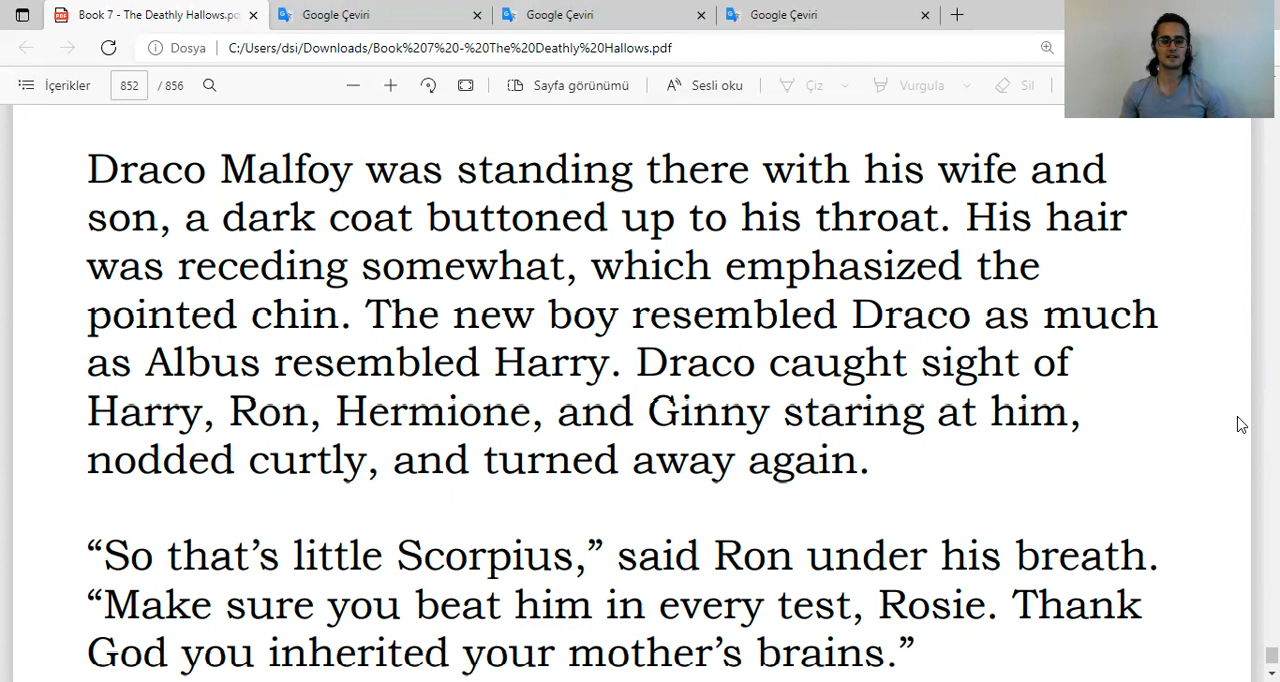 Book 7 - The Deathly Hallows.pd
Google Çeviri
Google Çeviri
Google Çeviri
Dosya
C:/Users/dsi/Downloads/Book%207%20-%20The%20Deathly%20Hallows.pdf
İçerikler
852 / 856
Sayfa görünümü
Sesli oku
Çiz
Vurgula
Sil
Draco Malfoy was standing there with his wife and
son, a dark coat buttoned up to his throat. His hair
was receding somewhat, which emphasized the
pointed chin. The new boy resembled Draco as much
as Albus resembled Harry. Draco caught sight of
Harry, Ron, Hermione, and Ginny staring at him,
nodded curtly, and turned away again.
“So that’s little Scorpius,” said Ron under his breath.
“Make sure you beat him in every test, Rosie. Thank
God you inherited your mother’s brains.”